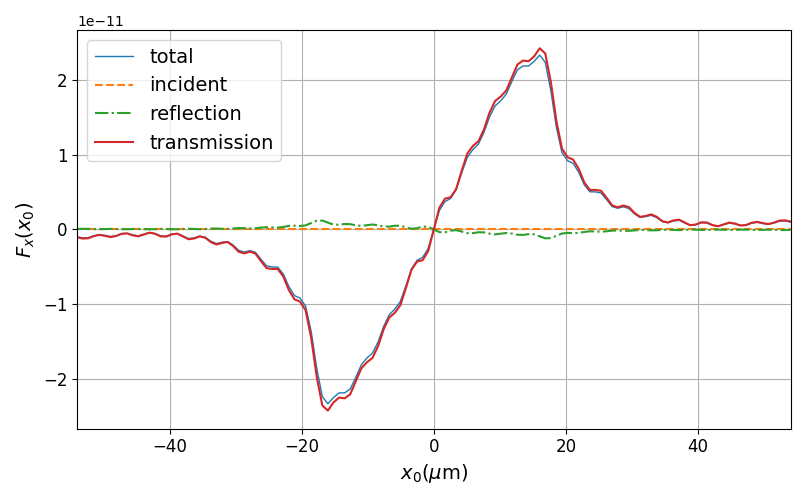 1e−11
total
incident
reflection
transmission
2
1
0
−1
−2
F_x(x_0)
−40 −20 0 20 40
x_0(μm)